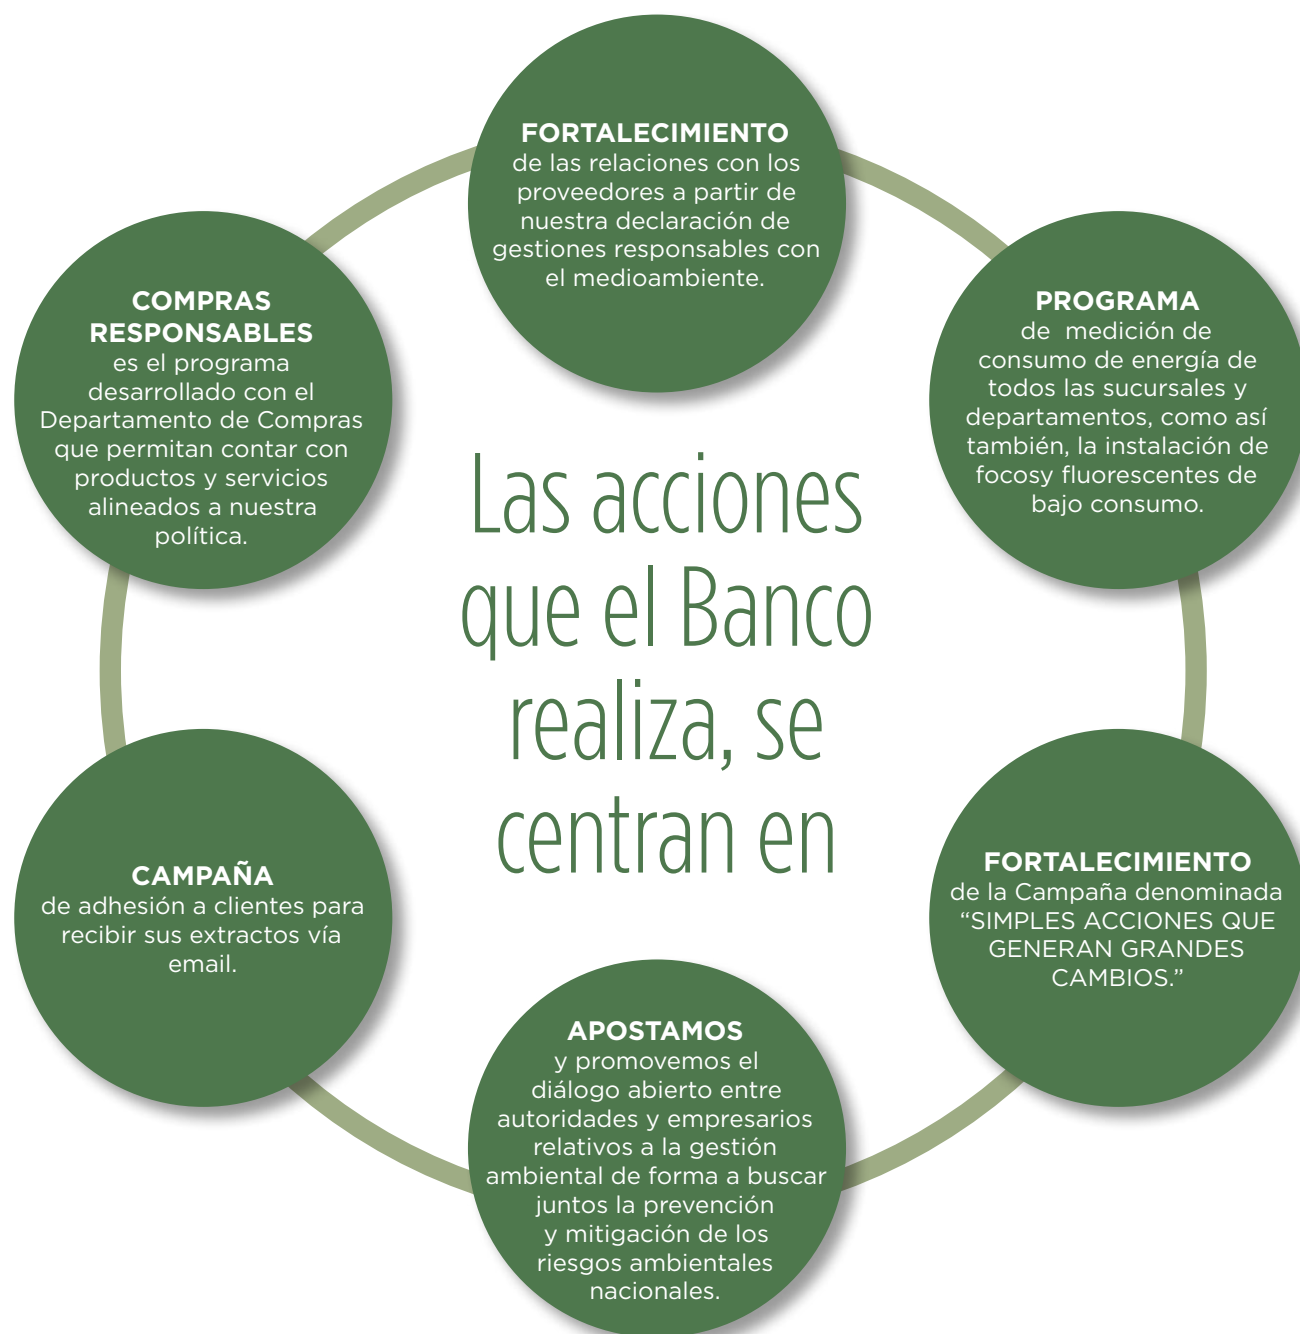 FORTALECIMIENTO
de las relaciones con los
proveedores a partir de
nuestra declaración de
gestiones responsables con
el medioambiente.
PROGRAMA
de medición de
consumo de energía de
todos las sucursales y
departamentos, como así
también, la instalación de
focosy fluorescentes de
bajo consumo.
FORTALECIMIENTO
de la Campaña denominada
“SIMPLES ACCIONES QUE
GENERAN GRANDES
CAMBIOS.”
APOSTAMOS
y promovemos el
diálogo abierto entre
autoridades y empresarios
relativos a la gestión
ambiental de forma a buscar
juntos la prevención
y mitigación de los
riesgos ambientales
nacionales.
CAMPAÑA
de adhesión a clientes para
recibir sus extractos vía
email.
COMPRAS
RESPONSABLES
es el programa
desarrollado con el
Departamento de Compras
que permitan contar con
productos y servicios
alineados a nuestra
política.
Las acciones
que el Banco
realiza, se
centran en